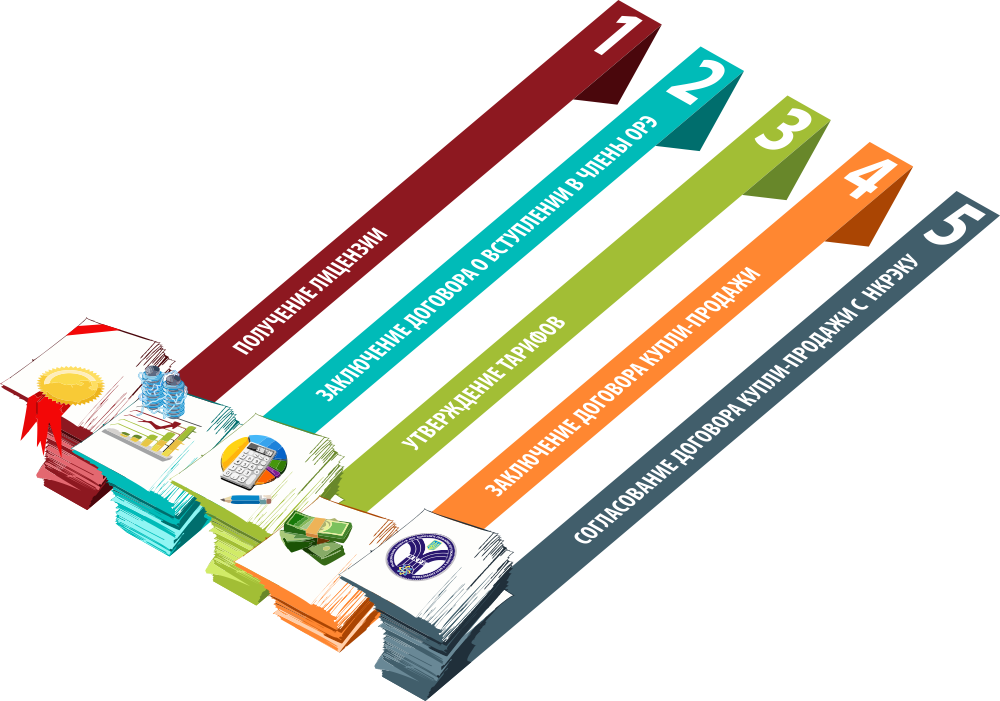 1
ПОЛУЧЕНИЕ ЛИЦЕНЗИИ
2
ЗАКЛЮЧЕНИЕ ДОГОВОРА О ВСТУПЛЕНИИ В ЧЛЕНЫ ОРЭ
3
УТВЕРЖДЕНИЕ ТАРИФОВ
4
ЗАКЛЮЧЕНИЕ ДОГОВОРА КУПЛИ-ПРОДАЖИ
5
СОГЛАСОВАНИЕ ДОГОВОРА КУПЛИ-ПРОДАЖИ С НКРЭКУ